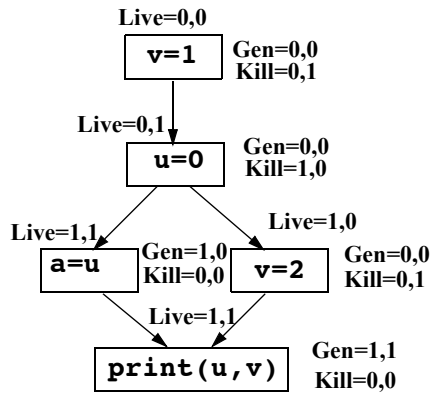 Live=0,0
v=1
Gen=0,0
Kill=0,1
Live=0,1
u=0
Gen=0,0
Kill=1,0
Live=1,1
Live=1,0
a=u
Gen=1,0
Kill=0,0
v=2
Gen=0,0
Kill=0,1
Live=1,1
print(u,v)
Gen=1,1
Kill=0,0